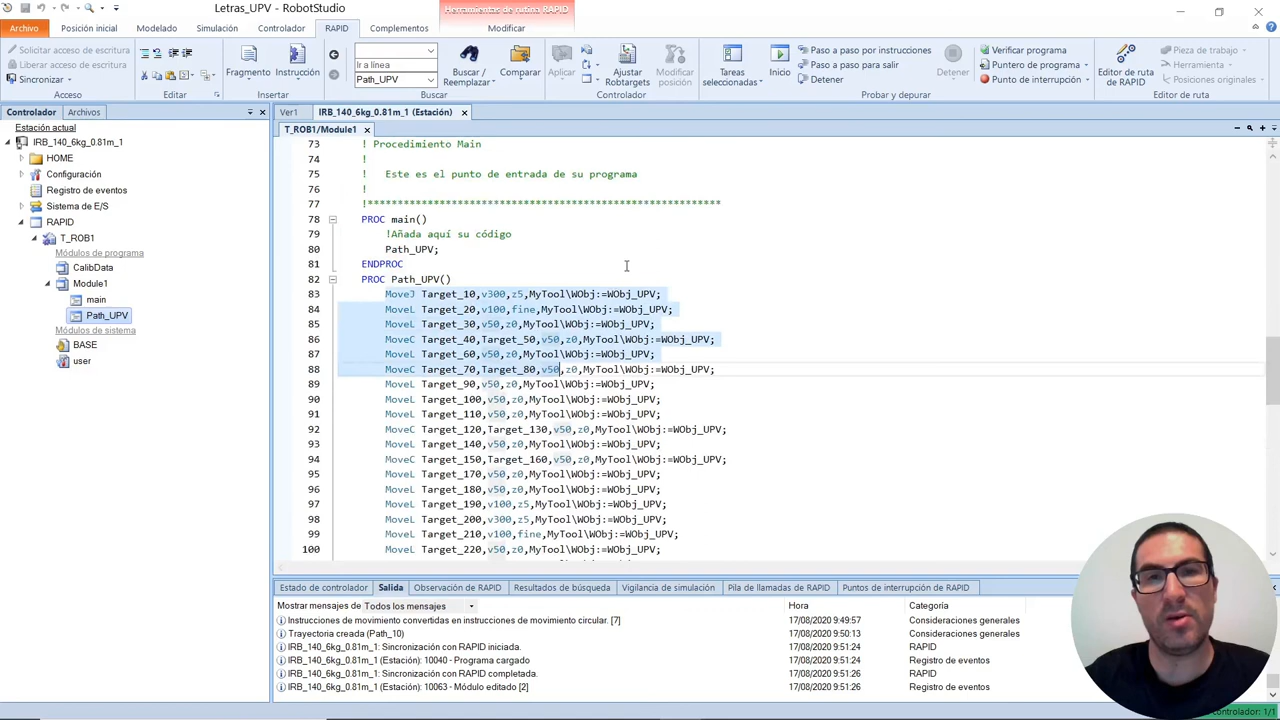 Letras_UPV - RobotStudio
Herramientas de rutina RAPID
Archivo Posición inicial Modelado Simulación Controlador RAPID Complementos Modificar
Solicitar acceso de escritura
Liberar acceso de escritura
Sincronizar
Acceso
Editar
Fragmento Instrucción
Insertar
Ir a línea
Path_UPV
Buscar / Reemplazar Comparar
Buscar
Aplicar
Ajustar Robtargets
Modificar posición
Controlador
Tareas seleccionadas
Inicio
Paso a paso por instrucciones
Paso a paso para salir
Detener
Detener
Verificar programa
Puntero de programa
Punto de interrupción
Probar y depurar
Editor de ruta de RAPID
Pieza de trabajo
Herramienta
Posiciones originales
Editor de ruta
Controlador Archivos
Estación actual
IRB_140_6kg_0.81m_1
HOME
Configuración
Registro de eventos
Sistema de E/S
RAPID
T_ROB1
Módulos de programa
CalibData
Module1
main
Path_UPV
Módulos de sistema
BASE
user
Ver1 IRB_140_6kg_0.81m_1 (Estación)
T_ROB1/Module1
73 ! Procedimiento Main
74 !
75 ! Este es el punto de entrada de su programa
76 !
77 !***********************************************************
78 PROC main()
79 !Añada aquí su código
80 Path_UPV;
81 ENDPROC
82 PROC Path_UPV()
83 MoveJ Target_10,v300,z5,MyTool\WObj:=WObj_UPV;
84 MoveL Target_20,v100,fine,MyTool\WObj:=WObj_UPV;
85 MoveL Target_30,v50,z0,MyTool\WObj:=WObj_UPV;
86 MoveC Target_40,Target_50,v50,z0,MyTool\WObj:=WObj_UPV;
87 MoveL Target_60,v50,z0,MyTool\WObj:=WObj_UPV;
88 MoveC Target_70,Target_80,v50,z0,MyTool\WObj:=WObj_UPV;
89 MoveL Target_90,v50,z0,MyTool\WObj:=WObj_UPV;
90 MoveL Target_100,v50,z0,MyTool\WObj:=WObj_UPV;
91 MoveL Target_110,v50,z0,MyTool\WObj:=WObj_UPV;
92 MoveC Target_120,Target_130,v50,z0,MyTool\WObj:=WObj_UPV;
93 MoveL Target_140,v50,z0,MyTool\WObj:=WObj_UPV;
94 MoveC Target_150,Target_160,v50,z0,MyTool\WObj:=WObj_UPV;
95 MoveL Target_170,v50,z0,MyTool\WObj:=WObj_UPV;
96 MoveL Target_180,v50,z0,MyTool\WObj:=WObj_UPV;
97 MoveL Target_190,v100,z5,MyTool\WObj:=WObj_UPV;
98 MoveL Target_200,v300,z5,MyTool\WObj:=WObj_UPV;
99 MoveL Target_210,v100,fine,MyTool\WObj:=WObj_UPV;
100 MoveL Target_220,v50,z0,MyTool\WObj:=WObj_UPV;
Estado de controlador Salida Observación de RAPID Resultados de búsqueda Vigilancia de simulación Pila de llamadas de RAPID Puntos de interrupción de RAPID
Mostrar mensajes de Todos los mensajes Hora Categoría
Instrucciones de movimiento convertidas en instrucciones de movimiento circular. [7] 17/08/2020 9:49:57 Consideraciones generales
Trayectoria creada (Path_10) 17/08/2020 9:50:13 Consideraciones generales
IRB_140_6kg_0.81m_1: Sincronización con RAPID iniciada. 17/08/2020 9:51:24 RAPID
IRB_140_6kg_0.81m_1 (Estación): 10040 - Programa cargado 17/08/2020 9:51:24 Registro de eventos
IRB_140_6kg_0.81m_1: Sincronización con RAPID completada. 17/08/2020 9:51:26 RAPID
IRB_140_6kg_0.81m_1 (Estación): 10063 - Módulo editado [2] 17/08/2020 9:51:26 Registro de eventos
controlador: 1/1